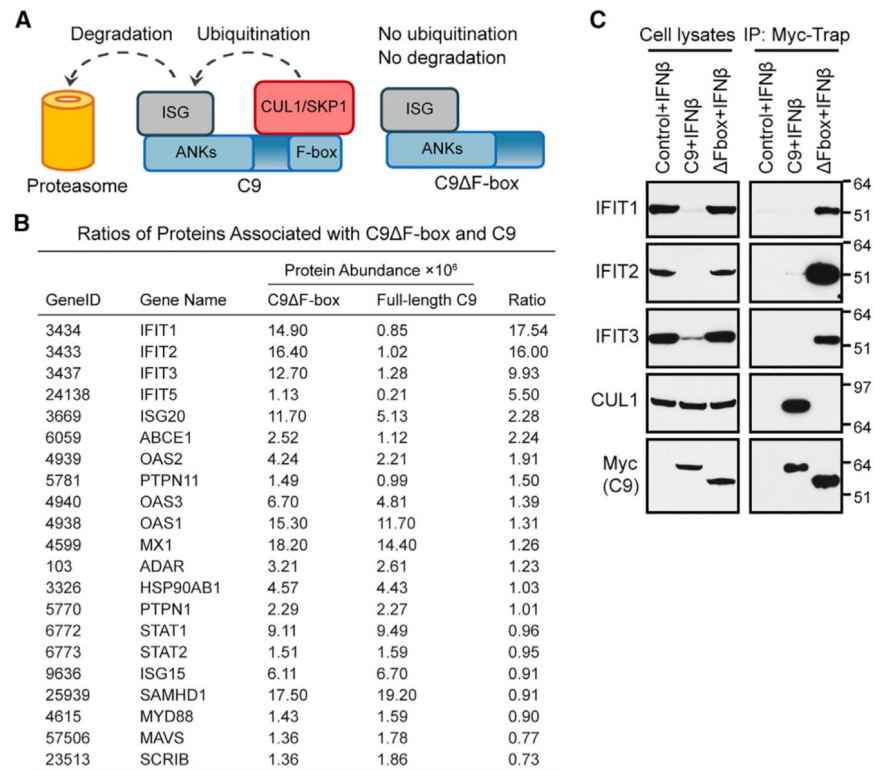 A
Degradation Ubiquitination No ubiquitination
No degradation
ISG CUL1/SKP1 ISG
ANKs F-box ANKs
Proteasome C9 C9ΔF-box
B
Ratios of Proteins Associated with C9ΔF-box and C9
Protein Abundance ×10⁶
GeneID Gene Name C9ΔF-box Full-length C9 Ratio
3434 IFIT1 14.90 0.85 17.54
3433 IFIT2 16.40 1.02 16.00
3437 IFIT3 12.70 1.28 9.93
24138 IFIT5 1.13 0.21 5.50
3669 ISG20 11.70 5.13 2.28
6059 ABCE1 2.52 1.12 2.24
4939 OAS2 4.24 2.21 1.91
5781 PTPN11 1.49 0.99 1.50
4940 OAS3 6.70 4.81 1.39
4938 OAS1 15.30 11.70 1.31
4599 MX1 18.20 14.40 1.26
103 ADAR 3.21 2.61 1.23
3326 HSP90AB1 4.57 4.43 1.03
5770 PTPN1 2.29 2.27 1.01
6772 STAT1 9.11 9.49 0.96
6773 STAT2 1.51 1.59 0.95
9636 ISG15 6.11 6.70 0.91
25939 SAMHD1 17.50 19.20 0.91
4615 MYD88 1.43 1.59 0.90
57506 MAVS 1.36 1.78 0.77
23513 SCRIB 1.36 1.86 0.73
C
Cell lysates IP: Myc-Trap
Control+IFNβ C9+IFNβ ΔFbox+IFNβ Control+IFNβ C9+IFNβ ΔFbox+IFNβ
64
IFIT1 51
64
IFIT2 51
64
IFIT3 51
97
CUL1
64
Myc 64
(C9) 51